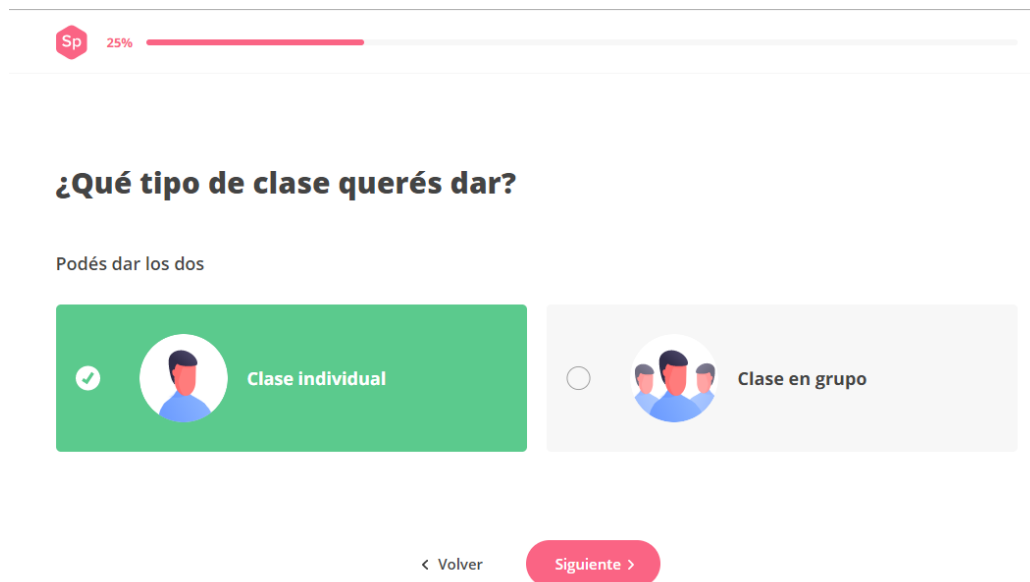 Sp 25%
¿Qué tipo de clase querés dar?
Podés dar los dos
Clase individual
Clase en grupo
< Volver
Siguiente >